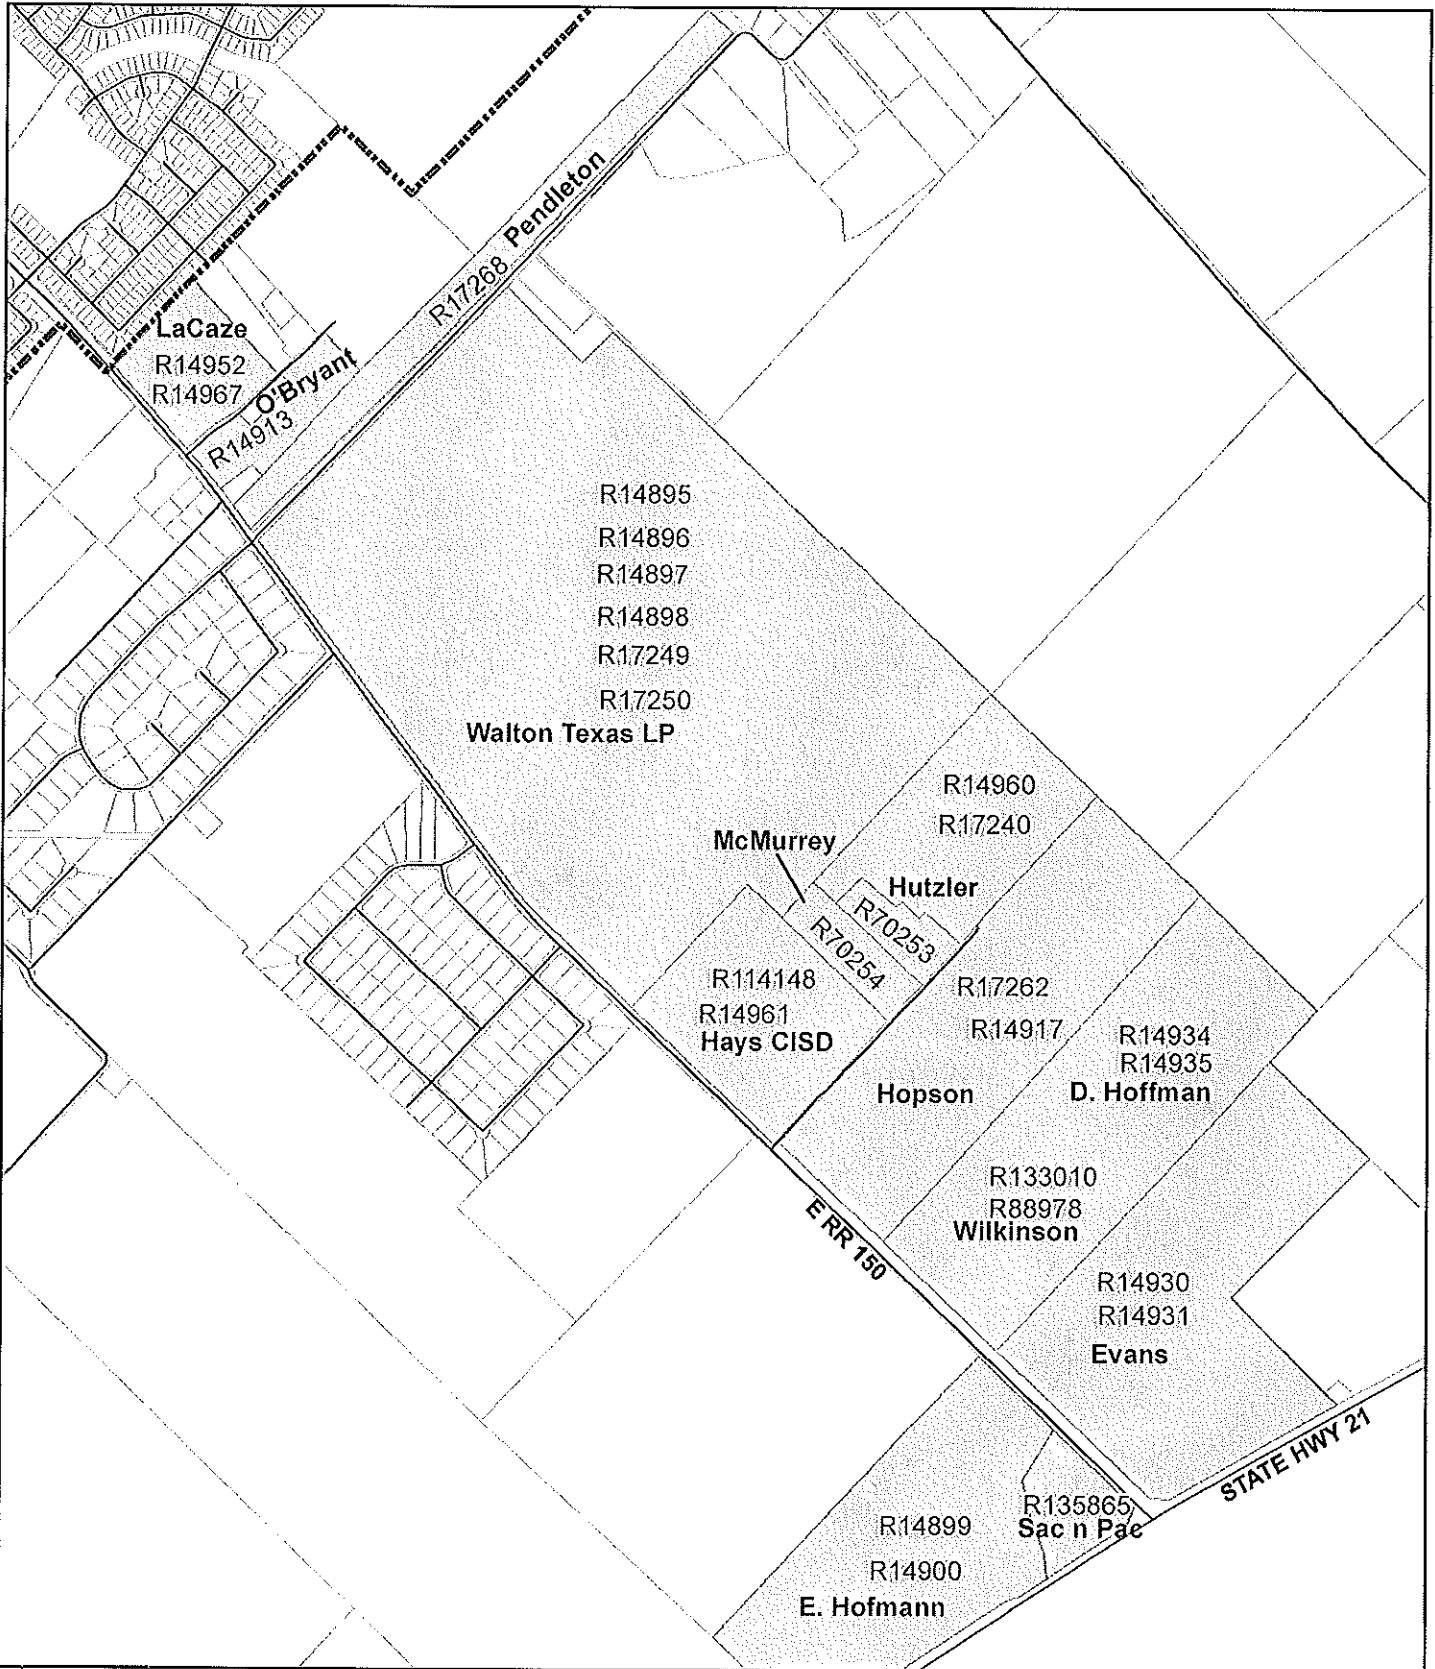 Pendleton
R17268
LaCaze
R14952
R14967
O'Bryant
R14913
R14895
R14896
R14897
R14898
R17249
R17250
Walton Texas LP
R14960
R17240
McMurrey
Hutzler
R70253
R70254
R114148
R14961
Hays CISD
R17262
R14917
Hopson
R14934
R14935
D. Hoffman
R133010
R88978
Wilkinson
E RR 150
R14930
R14931
Evans
STATE HWY 21
R135865
Sac n Pac
R14899
R14900
E. Hofmann